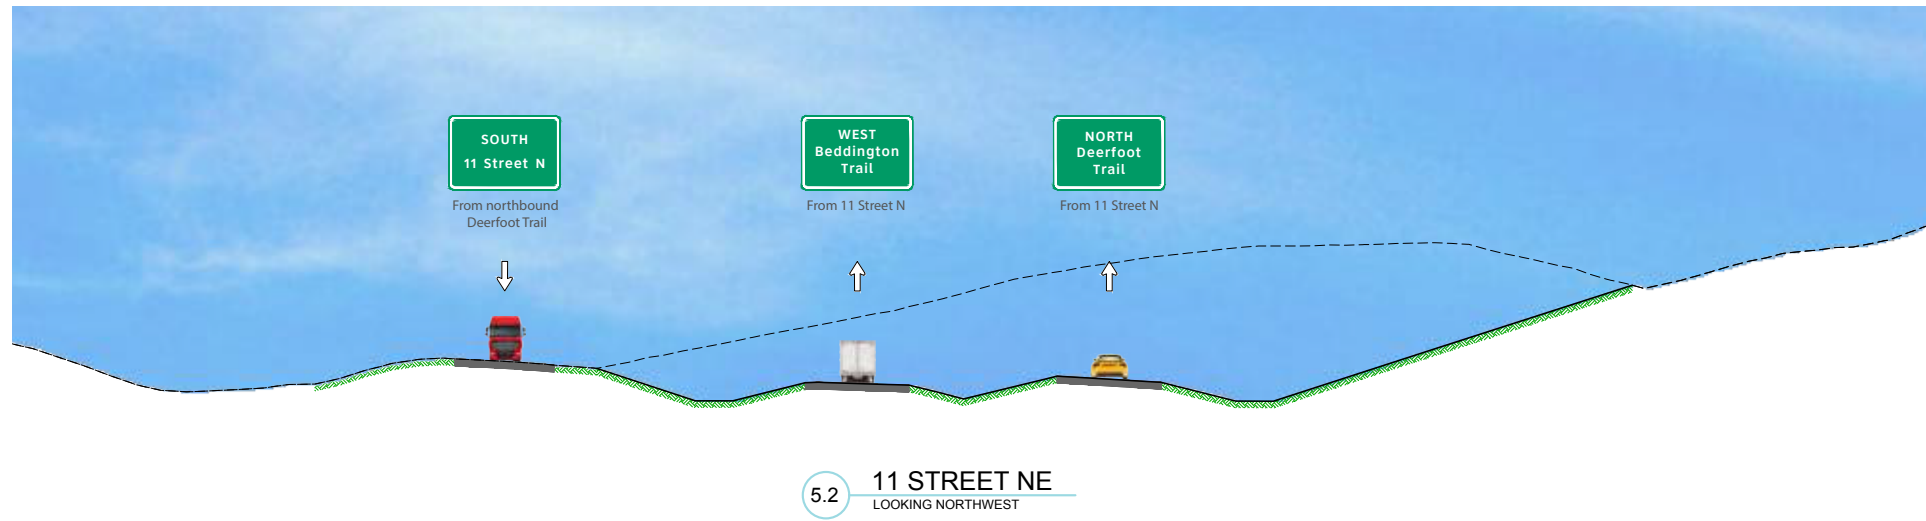 SOUTH
11 Street N
From northbound
Deerfoot Trail
WEST
Beddington
Trail
From 11 Street N
NORTH
Deerfoot
Trail
From 11 Street N
5.2
11 STREET NE
LOOKING NORTHWEST